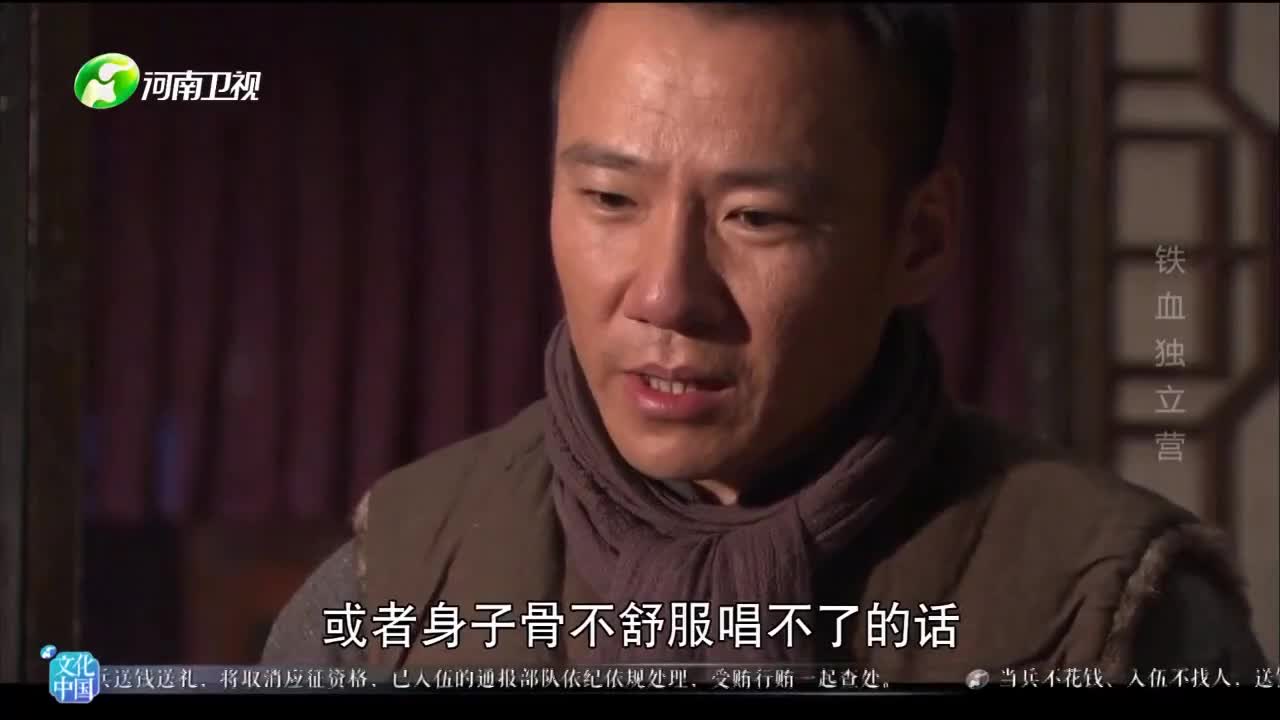 河南卫视
铁血独立营
或者身子骨不舒服唱不了的话
文化
中国
兵送钱送礼，将取消应征资格，已入伍的通报部队依纪依规处理，受贿行贿一起查处。 当兵不花钱、入伍不找人，送钱